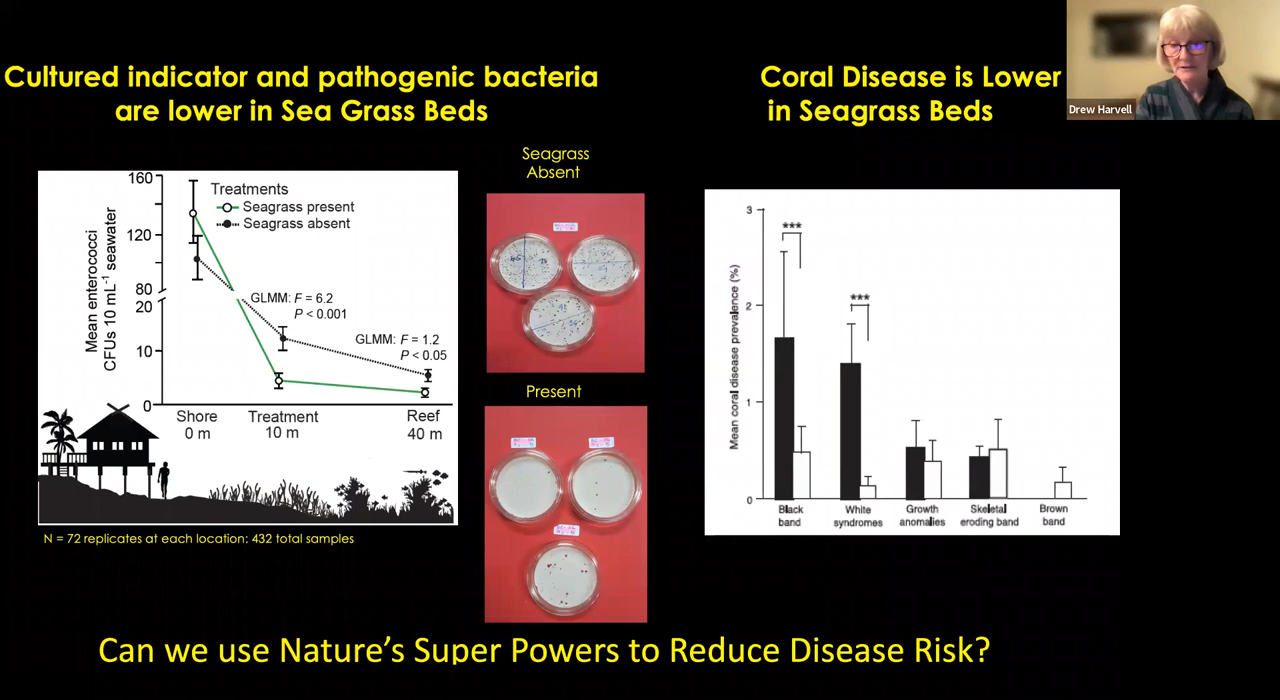 Cultured indicator and pathogenic bacteria
are lower in Sea Grass Beds
Coral Disease is Lower
in Seagrass Beds
Drew Harvell
160
120
80
20
10
0
Mean enterococci
CFUs 10 mL⁻¹ seawater
Treatments
Seagrass present
Seagrass absent
GLMM: F = 6.2
P < 0.001
GLMM: F = 1.2
P < 0.05
Shore
0 m
Treatment
10 m
Reef
40 m
N = 72 replicates at each location: 432 total samples
Seagrass
Absent
Present
3
2
1
0
Mean coral disease prevalence (%)
***
***
Black
band
White
syndromes
Growth
anomalies
Skeletal
eroding band
Brown
band
Can we use Nature's Super Powers to Reduce Disease Risk?